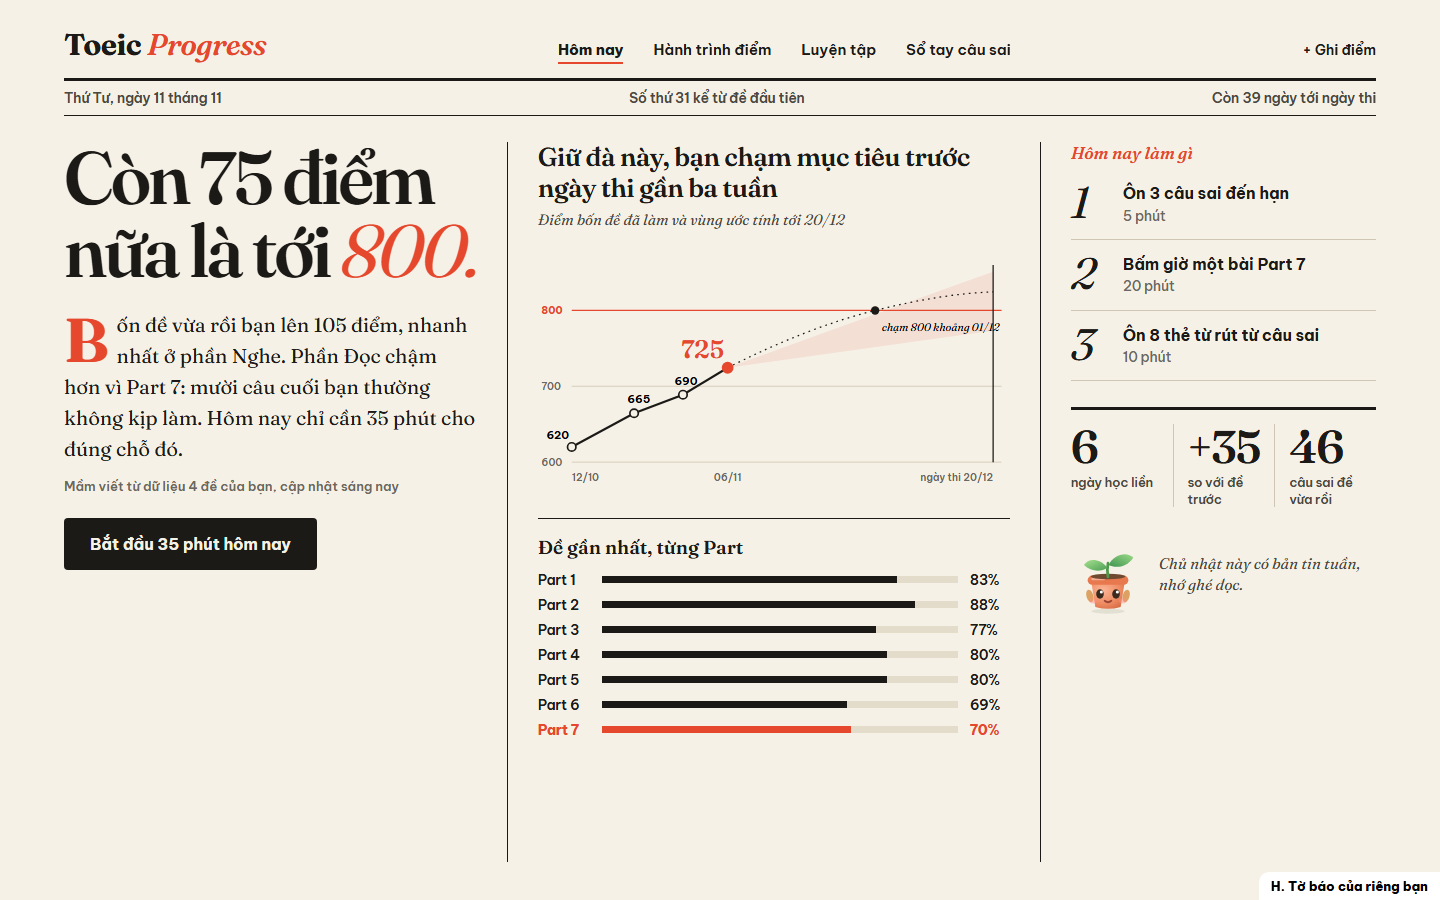 Toeic Progress
Hôm nay
Hành trình điểm
Luyện tập
Sổ tay câu sai
+ Ghi điểm
Thứ Tư, ngày 11 tháng 11
Số thứ 31 kể từ đề đầu tiên
Còn 39 ngày tới ngày thi
Còn 75 điểm
nữa là tới 800.
Bốn đề vừa rồi bạn lên 105 điểm, nhanh
nhất ở phần Nghe. Phần Đọc chậm
hơn vì Part 7: mười câu cuối bạn thường
không kịp làm. Hôm nay chỉ cần 35 phút cho
đúng chỗ đó.
Mầm viết từ dữ liệu 4 đề của bạn, cập nhật sáng nay
Bắt đầu 35 phút hôm nay
Giữ đà này, bạn chạm mục tiêu trước
ngày thi gần ba tuần
Điểm bốn đề đã làm và vùng ước tính tới 20/12
800
chạm 800 khoảng 01/12
725
700
690
665
620
600
12/10
06/11
ngày thi 20/12
Đề gần nhất, từng Part
Part 1 83%
Part 2 88%
Part 3 77%
Part 4 80%
Part 5 80%
Part 6 69%
Part 7 70%
Hôm nay làm gì
1 Ôn 3 câu sai đến hạn
5 phút
2 Bấm giờ một bài Part 7
20 phút
3 Ôn 8 thẻ từ rút từ câu sai
10 phút
6
ngày học liền
+35
so với đề
trước
46
câu sai đề
vừa rồi
Chủ nhật này có bản tin tuần,
nhớ ghé đọc.
H. Tờ báo của riêng bạn